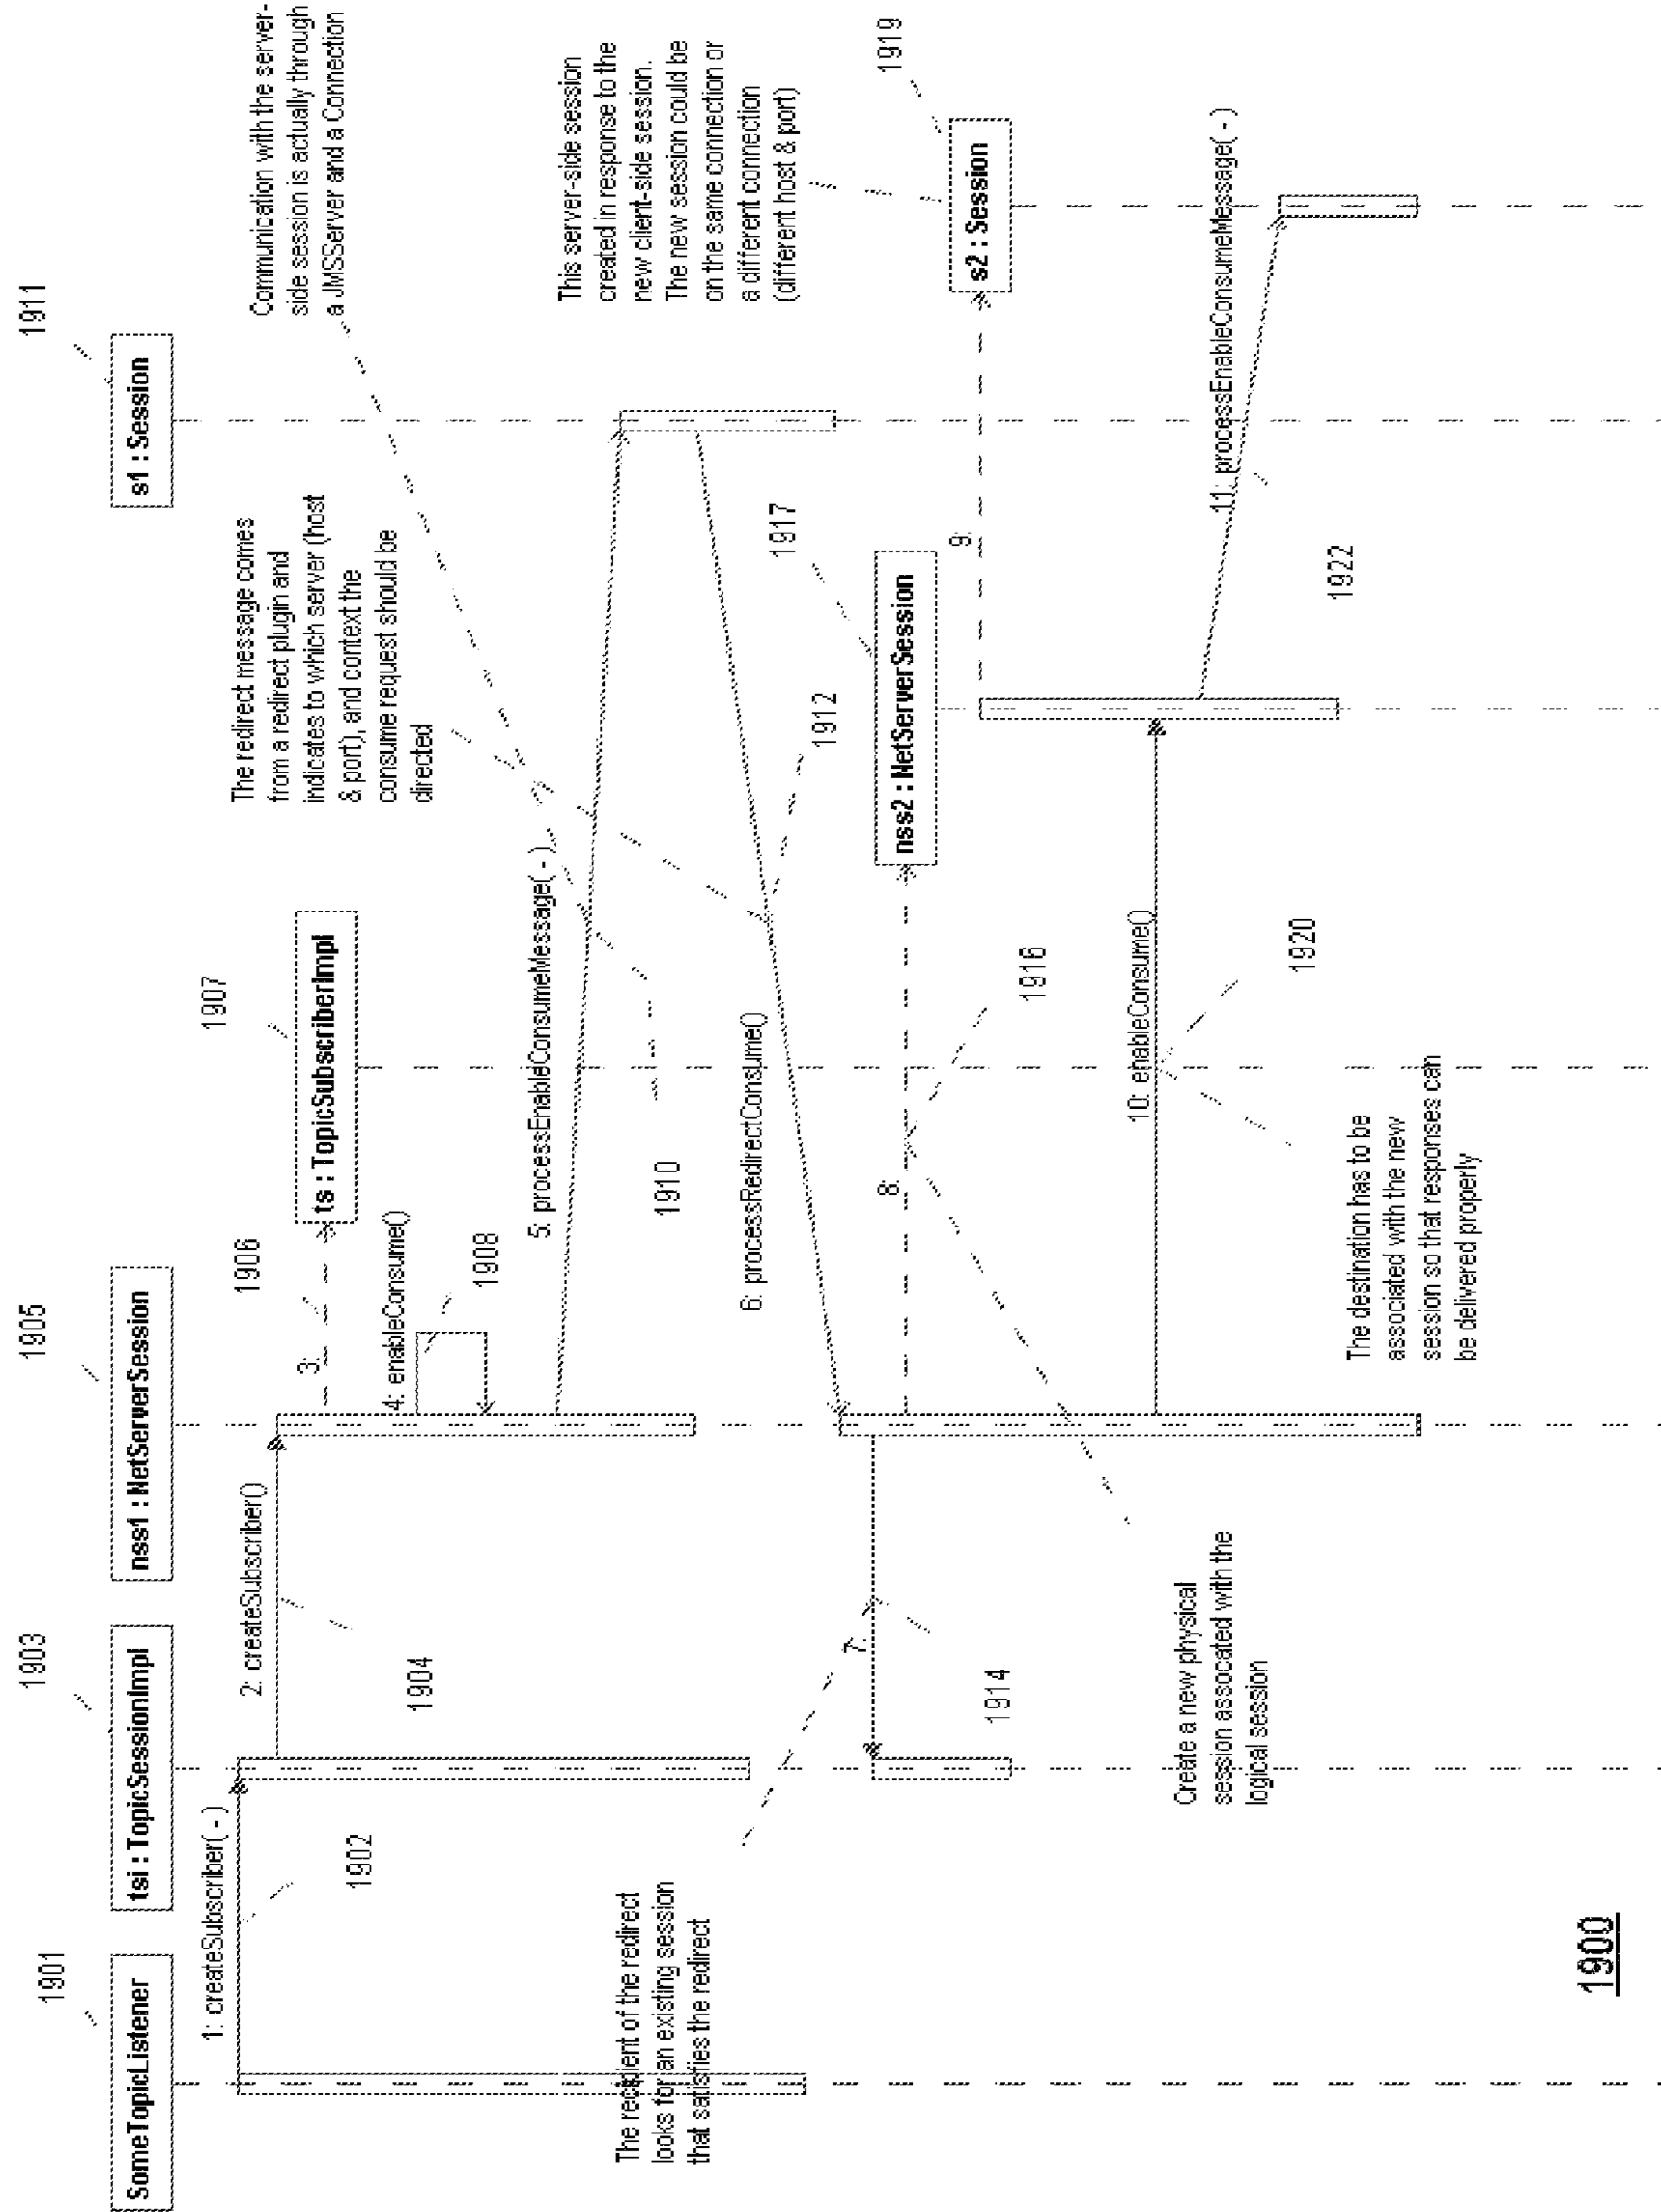 1901
SomeTopicListener
1903
tsi : TopicSessionImpl
1905
nss1 : NetServerSession
1907
ts : TopicSubscriberImpl
1911
s1 : Session
1: createSubscriber( - )
1902
2: createSubscriber()
1904
3:
1906
4: enableConsume()
1908
5: processEnableConsumeMessage( - )
1910
Communication with the server-
side session is actually through
a JMSServer and a Connection
The redirect message comes
from a redirect plugin and
indicates to which server (host
& port), and context the
consume request should be
directed
6: processRedirectConsume()
1912
The recipient of the redirect
looks for an existing session
that satisfies the redirect
7:
1914
8:
1916
1917
nss2 : NetServerSession
Create a new physical
session assocated with the
logical session
This server-side session
created in response to the
new client-side session.
The new session could be
on the same connection or
a different connection
(different host & port)
9:
1919
s2 : Session
10: enableConsume()
1920
The destination has to be
associated with the new
session so that responses can
be delivered properly
11: processEnableConsumeMessage( - )
1922
1900